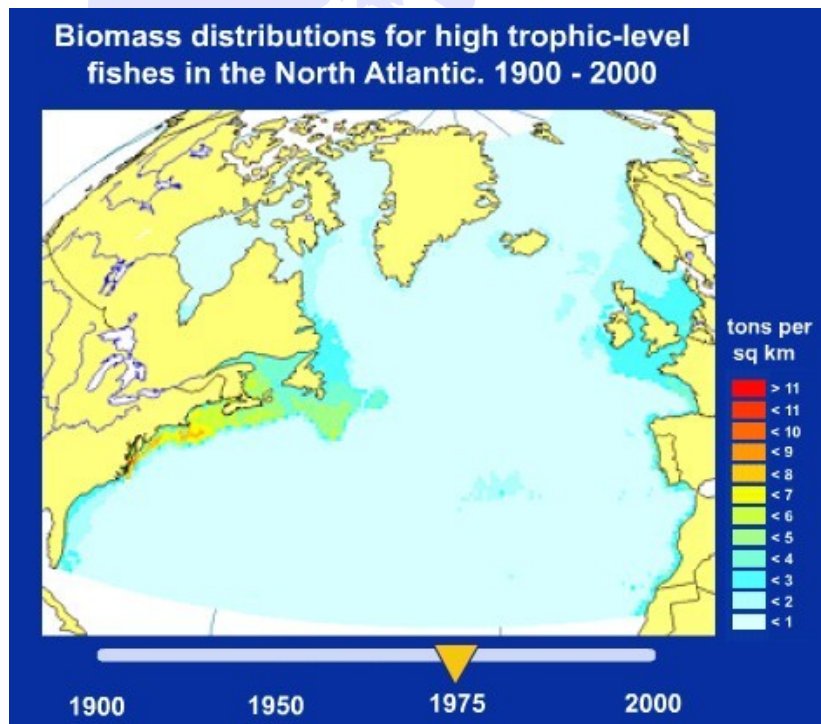 Biomass distributions for high trophic-level
fishes in the North Atlantic. 1900 - 2000
tons per
sq km
> 11
< 11
< 10
< 9
< 8
< 7
< 6
< 5
< 4
< 3
< 2
< 1
1900 1950 1975 2000